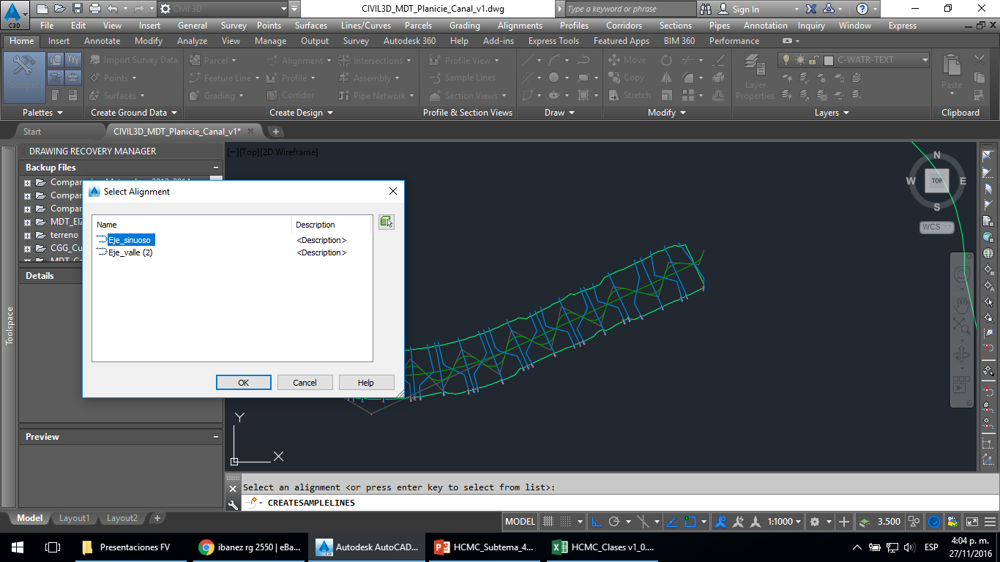 C3D Civil 3D CIVIL3D_MDT_Planicie_Canal_v1.dwg Type a keyword or phrase Sign In
File Edit View Insert General Survey Points Surfaces Lines/Curves Parcels Grading Alignments Profiles Corridors Sections Pipes Annotation Inquiry Window Express
Home Insert Annotate Modify Analyze View Manage Output Survey Autodesk 360 Help Add-ins Express Tools Featured Apps BIM 360 Performance
Import Survey Data Parcel Alignment Intersections Profile View Move C-WATR-TEXT
Toolspace Points Feature Line Profile Assembly Sample Lines Copy Layer Properties Paste
Surfaces Grading Corridor Pipe Network Section Views Stretch
Palettes Create Ground Data Create Design Profile & Section Views Draw Modify Layers Clipboard
Start CIVIL3D_MDT_Planicie_Canal_v1*
DRAWING RECOVERY MANAGER
[−][Top][2D Wireframe]
Backup Files
Compar
Compar
Compar
MDT_El
terreno
CGG_Cu
Details
Preview
Toolspace
Select Alignment
Name Description
Eje_sinuoso <Description>
Eje_valle (2) <Description>
OK Cancel Help
N
W TOP E
S
WCS
Y
X
Select an alignment <or press enter key to select from list>:
CREATESAMPLELINES
Model Layout1 Layout2
MODEL 1:1000 3.500
Presentaciones FV ibanez rg 2550 | eBa... Autodesk AutoCAD... HCMC_Subtema_4... HCMC_Clases v1_0.... ESP 4:04 p. m.
27/11/2016